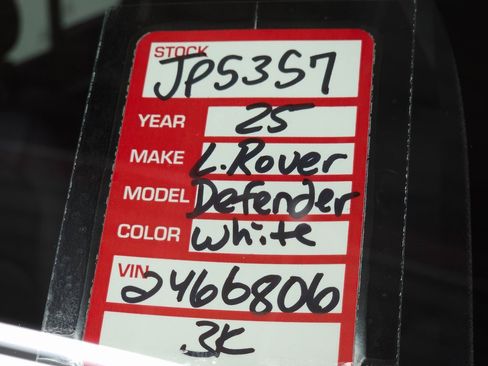 STOCK JP5357
YEAR 25
MAKE L.Rover
MODEL Defender
COLOR White
VIN 2466806
3K